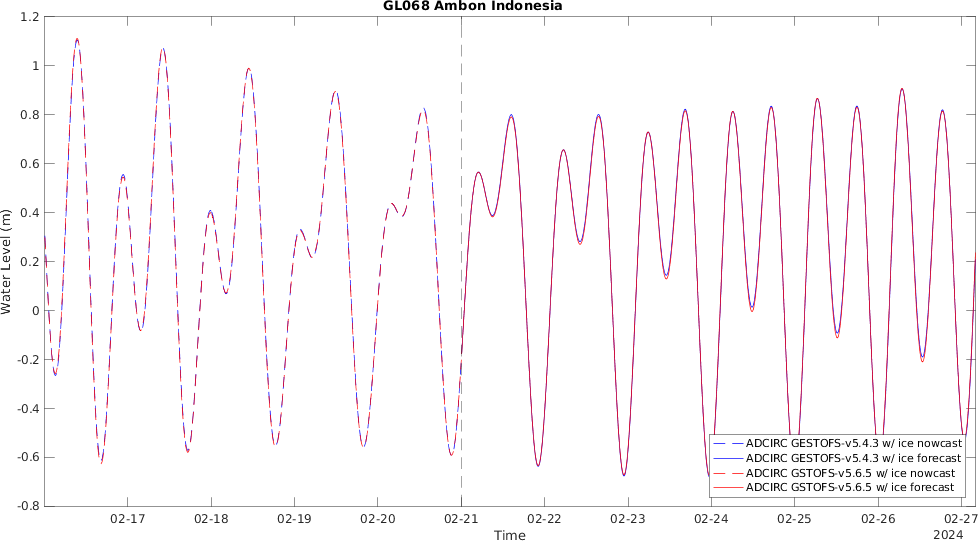 GL068 Ambon Indonesia
1.2
1
0.8
0.6
0.4
0.2
0
-0.2
-0.4
-0.6
-0.8
Water Level (m)
ADCIRC GESTOFS-v5.4.3 w/ ice nowcast
ADCIRC GESTOFS-v5.4.3 w/ ice forecast
ADCIRC GSTOFS-v5.6.5 w/ ice nowcast
ADCIRC GSTOFS-v5.6.5 w/ ice forecast
02-17 02-18 02-19 02-20 02-21 02-22 02-23 02-24 02-25 02-26 02-27
Time
2024